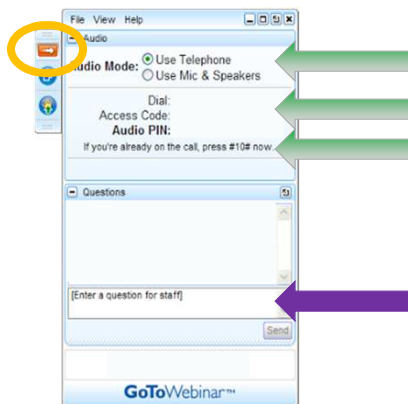 File View Help
Audio
Audio Mode: Use Telephone
Use Mic & Speakers
Dial:
Access Code:
Audio PIN:
If you're already on the call, press #10# now.
Questions
[Enter a question for staff]
Send
GoToWebinar™